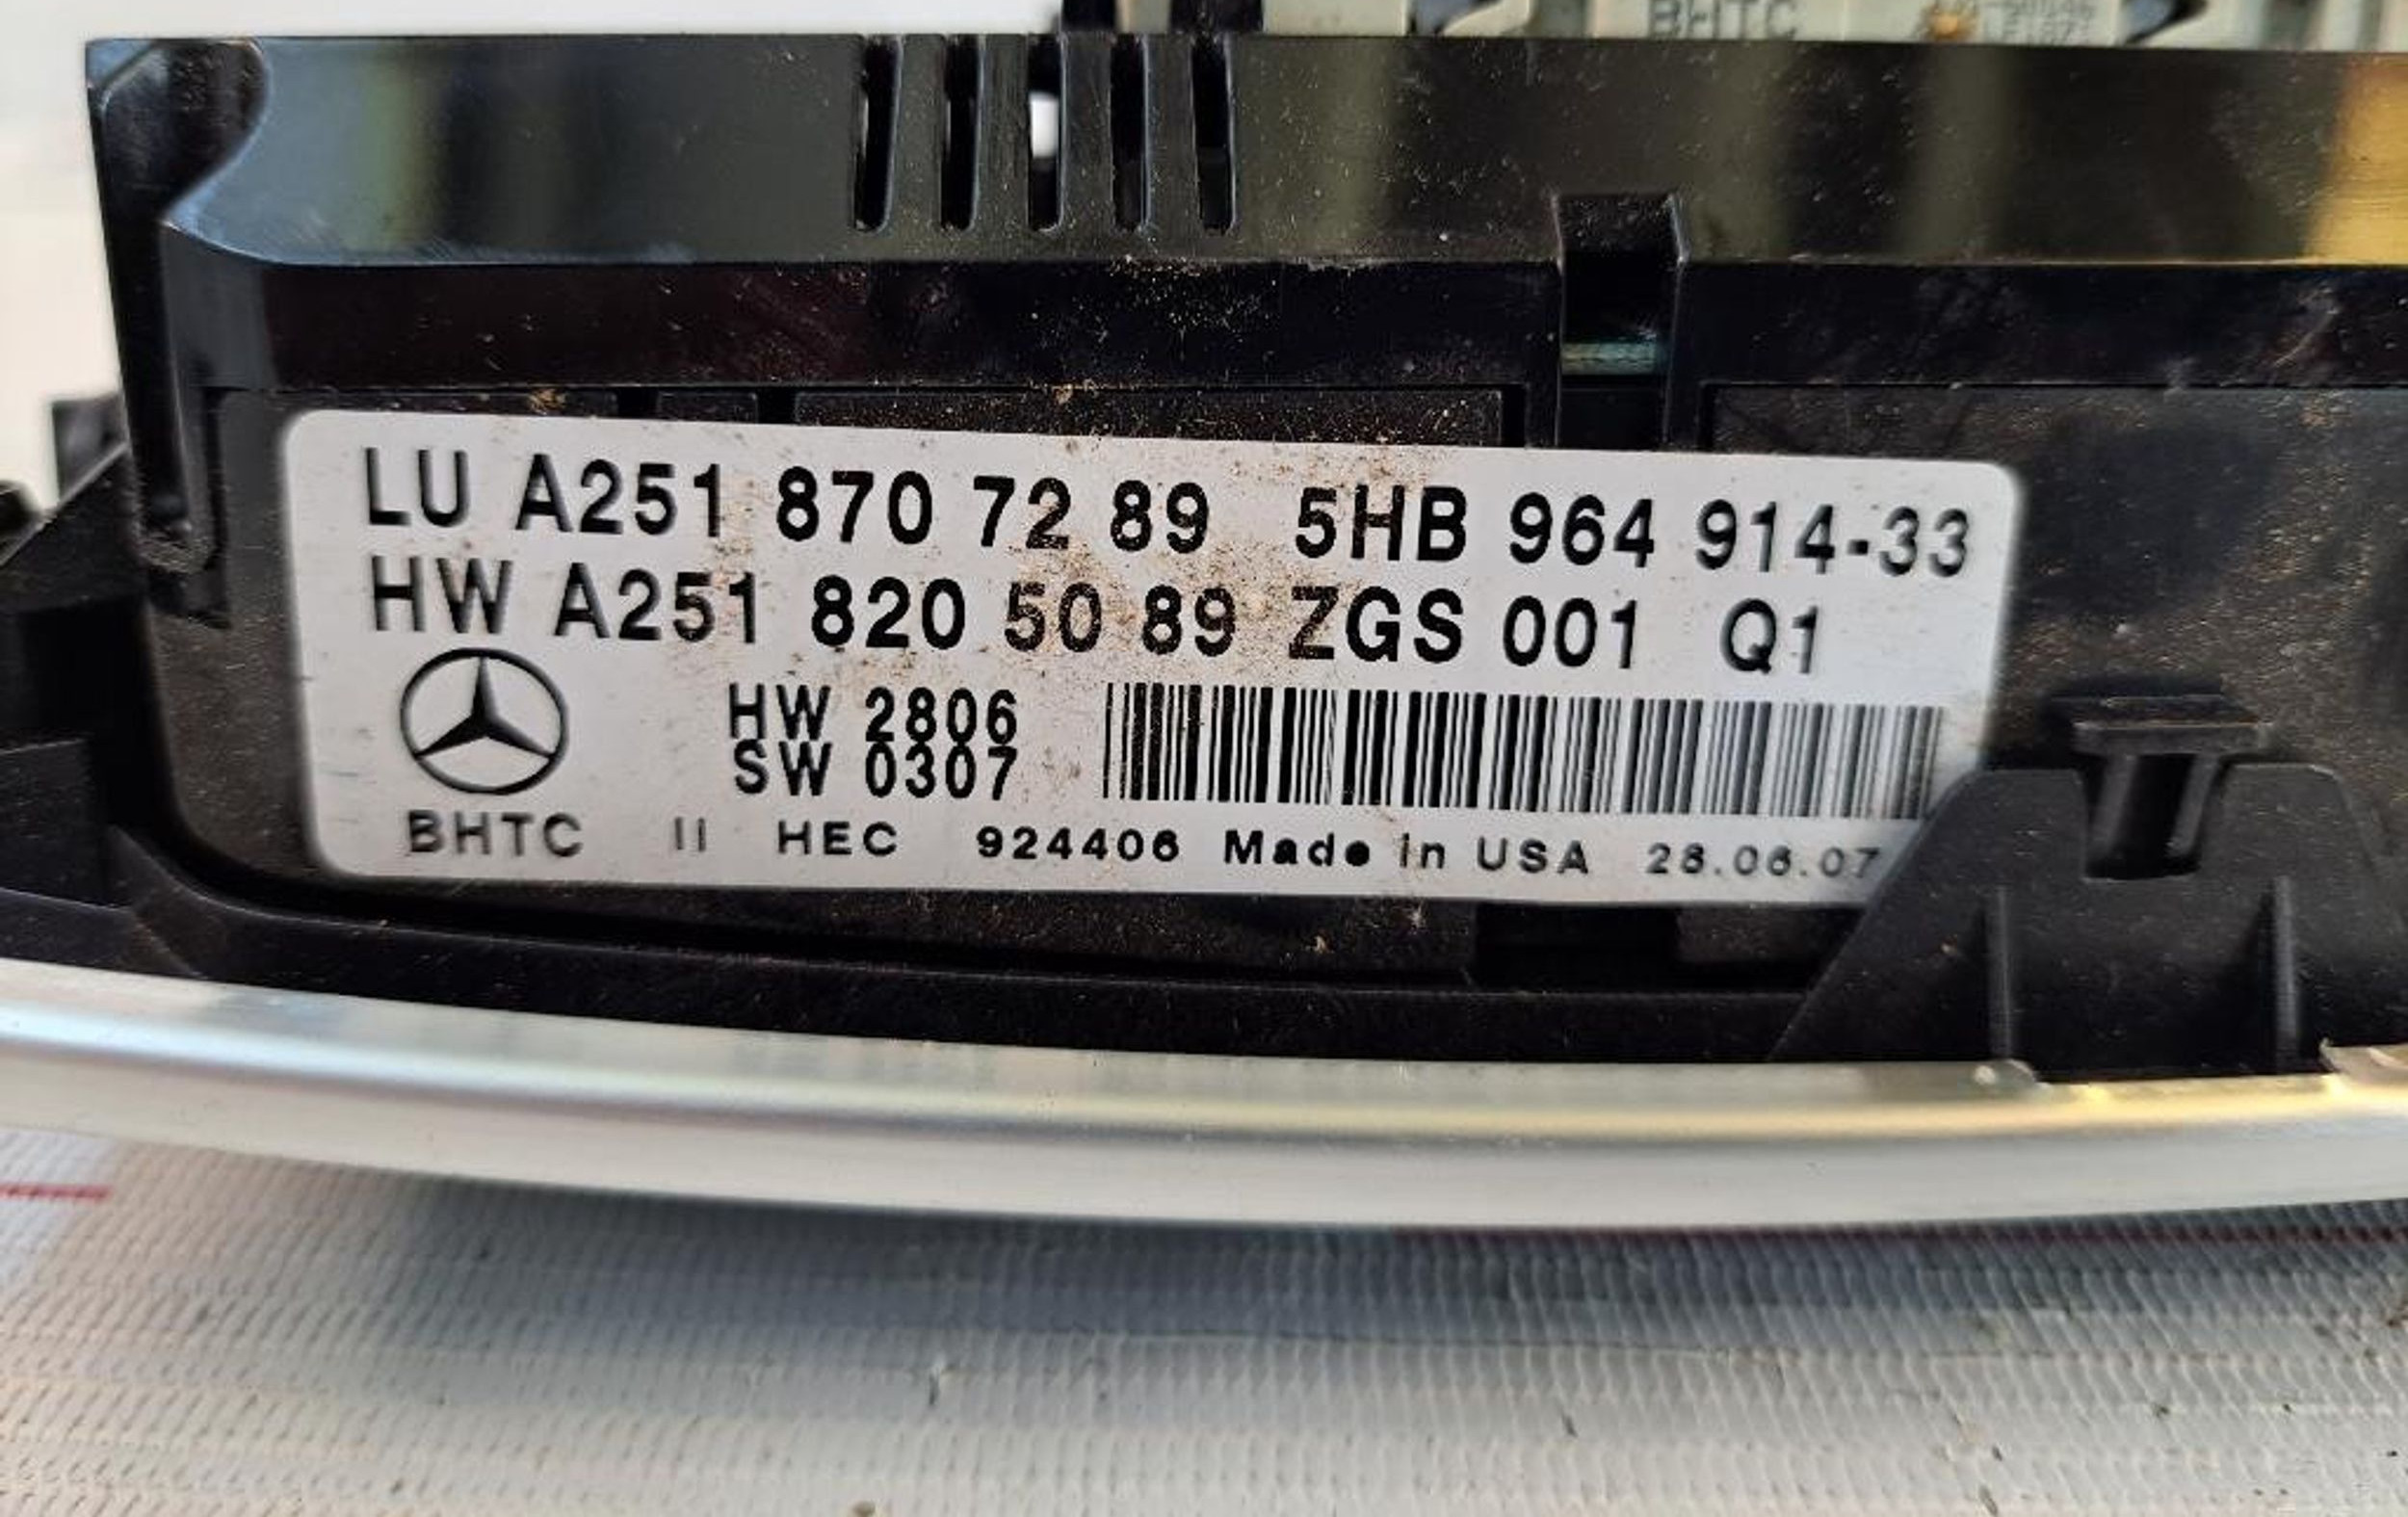 BHTC
LU A251 870 72 89 5HB 964 914-33
HW A251 820 50 89 ZGS 001 Q1
HW 2806
SW 0307
BHTC II HEC 924406 Made in USA 28.06.07